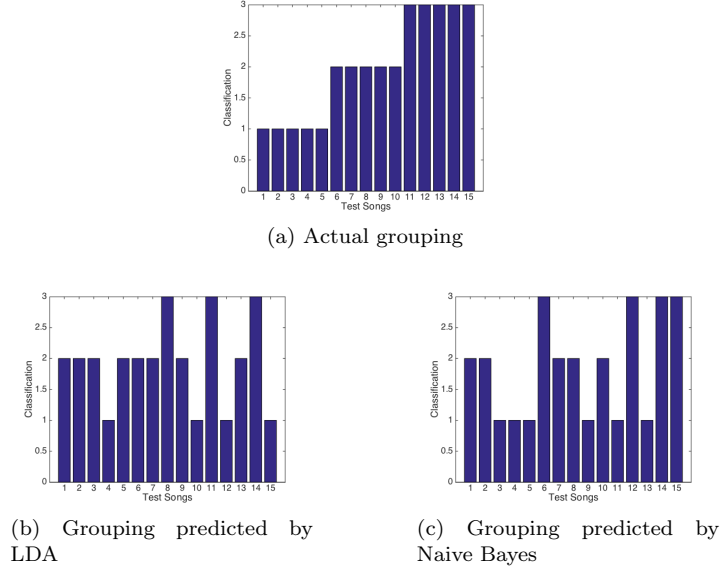 3
2.5
2
1.5
1
0.5
0
Classification
1 2 3 4 5 6 7 8 9 10 11 12 13 14 15
Test Songs
(a) Actual grouping
3
2.5
2
1.5
1
0.5
0
Classification
1 2 3 4 5 6 7 8 9 10 11 12 13 14 15
Test Songs
(b) Grouping predicted by
LDA
3
2.5
2
1.5
1
0.5
0
Classification
1 2 3 4 5 6 7 8 9 10 11 12 13 14 15
Test Songs
(c) Grouping predicted by
Naive Bayes